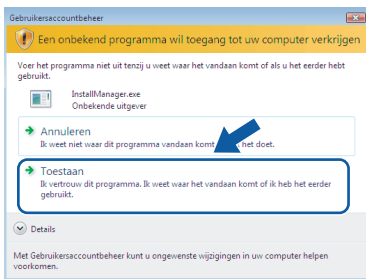 Gebruikersaccountbeheer
Een onbekend programma wil toegang tot uw computer verkrijgen
Voer het programma niet uit tenzij u weet waar het vandaan komt of als u het eerder hebt
gebruikt.
InstallManager.exe
Onbekende uitgever
Annuleren
Ik weet niet waar dit programma vandaan komt het doet.
Toestaan
Ik vertrouw dit programma. Ik weet waar het vandaan komt of ik heb het eerder
gebruikt.
Details
Met Gebruikersaccountbeheer kunt u ongewenste wijzigingen in uw computer helpen
voorkomen.